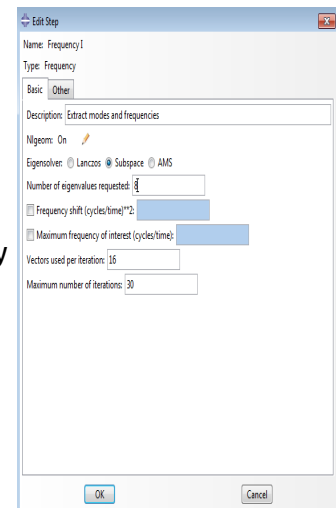 Edit Step
Name: Frequency I
Type: Frequency
Basic Other
Description: Extract modes and frequencies
Nlgeom: On
Eigensolver: Lanczos Subspace AMS
Number of eigenvalues requested: 8
Frequency shift (cycles/time)**2:
Maximum frequency of interest (cycles/time):
y
Vectors used per iteration: 16
Maximum number of iterations: 30
OK Cancel